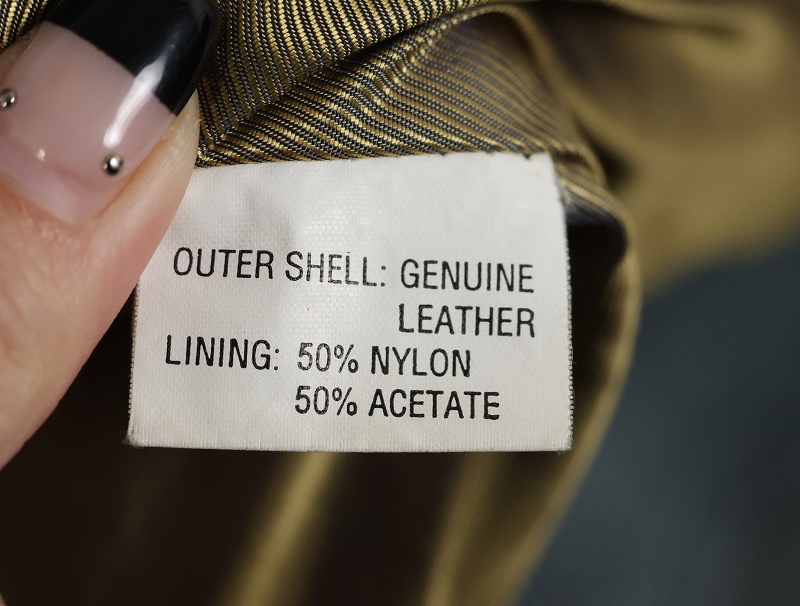 OUTER SHELL: GENUINE
LEATHER
LINING: 50% NYLON
50% ACETATE